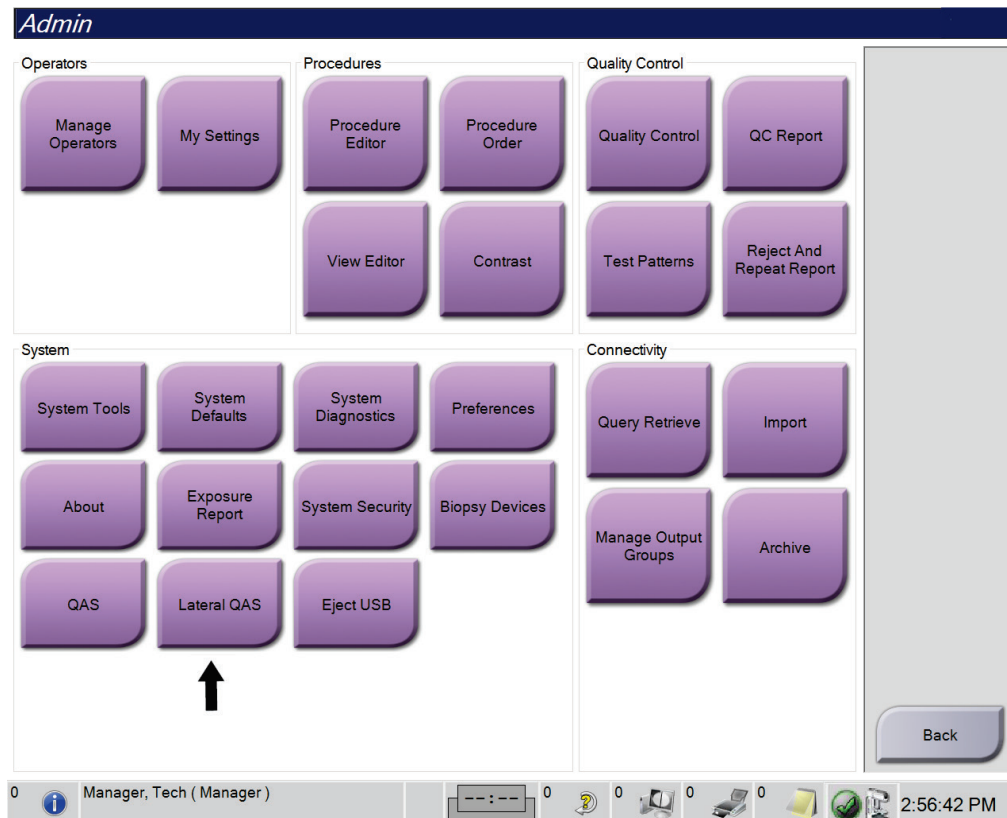 Admin
Operators
Manage
Operators
My Settings
Procedures
Procedure
Editor
Procedure
Order
View Editor
Contrast
Quality Control
Quality Control
QC Report
Test Patterns
Reject And
Repeat Report
System
System Tools
System
Defaults
System
Diagnostics
Preferences
About
Exposure
Report
System Security
Biopsy Devices
QAS
Lateral QAS
Eject USB
Connectivity
Query Retrieve
Import
Manage Output
Groups
Archive
Back
0
Manager, Tech ( Manager )
--:--
0
0
0
0
2:56:42 PM